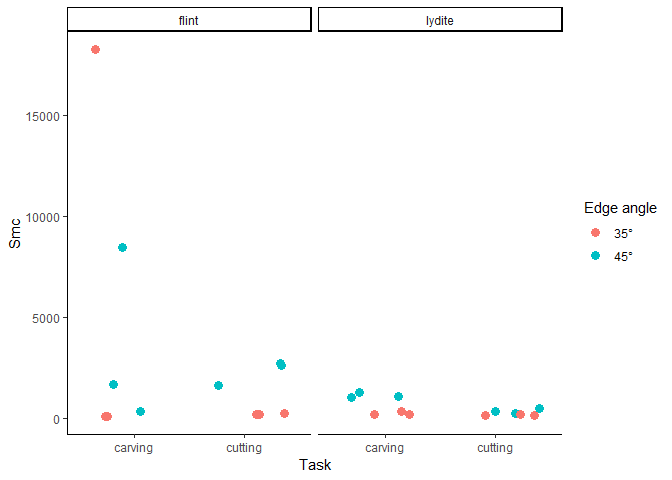 flint
lydite
15000
10000
5000
0
Smc
carving
cutting
carving
cutting
Task
Edge angle
35°
45°